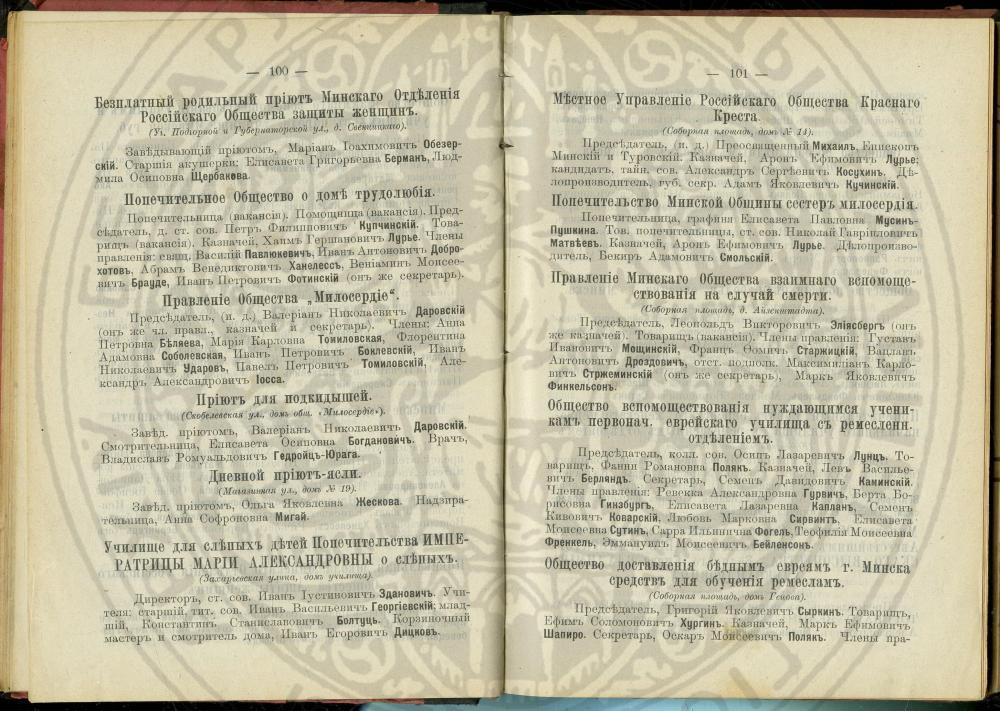 — 100 —
Безплатный родильный пріютъ Минскаго Отдѣленія
Россійскаго Общества защиты женщинъ.
(Уг. Подгорной и Губернаторской ул., д. Свенцицкаго).
Завѣдывающій пріютомъ, Маріанъ Іоахимовичъ Обезер-
скій. Старшія акушерки: Елисавета Григорьевна Берманъ, Люд-
мила Осиповна Щербакова.
Попечительное Общество о домѣ трудолюбія.
Попечительница (вакансія). Помощница (вакансія). Пред-
сѣдатель, д. ст. сов. Петръ Филипповичъ Купчинскій. Това-
рищъ (вакансія). Казначей, Хаимъ Гершановичъ Лурье. Члены
правленія: свящ. Василій Павлюкевичъ, Иванъ Антоновичъ Добро-
хотовъ, Абрамъ Венедиктовичъ Ханелессъ, Веніаминъ Моисее-
вичъ Брауде, Иванъ Петровичъ Фотинскій (онъ же секретарь).
Правленіе Общества „Милосердіе“.
Предсѣдатель, (и. д.) Валеріанъ Николаевичъ Даровскій
(онъ же чл. правл., казначей и секретарь). Члены: Анна
Петровна Бѣляева, Марія Карловна Томиловская, Флорентина
Адамовна Соболевская, Иванъ Петровичъ Боклевскій, Иванъ
Николаевичъ Ударовъ, Павелъ Петровичъ Томиловскій, Але-
ксандръ Александровичъ Іосса.
Пріютъ для подкидышей.
(Скобелевская ул., домъ общ. «Милосердіе»).
Завѣд. пріютомъ, Валеріанъ Николаевичъ Даровскій.
Смотрительница, Елисавета Осиповна Богдановичъ. Врачъ,
Владиславъ Ромуальдовичъ Гедройцъ-Юрага.
Дневной пріютъ-ясли.
(Магазинная ул., домъ № 19).
Завѣд. пріютомъ, Ольга Яковлевна Жескова. Надзира-
тельница, Анна Софроновна Мигай.
Училище для слѣпыхъ дѣтей Попечительства ИМПЕ-
РАТРИЦЫ МАРІИ АЛЕКСАНДРОВНЫ о слѣпыхъ.
(Захарьевская улица, домъ училища).
Директоръ, ст. сов. Иванъ Іустиновичъ Здановичъ. Учи-
теля: старшій, тит. сов. Иванъ Васильевичъ Георгіевскій; млад-
шій, Константинъ Станиславовичъ Болтуць. Корзиночный
мастеръ и смотритель дома, Иванъ Егоровичъ Дицковъ.
— 101 —
Мѣстное Управленіе Россійскаго Общества Краснаго
Креста.
(Соборная площадь, домъ № 14).
Предсѣдатель, (и. д.) Преосвященный Михаилъ, Епископъ
Минскій и Туровскій. Казначей, Аронъ Ефимовичъ Лурье;
кандидатъ, тайн. сов. Александръ Сергѣевичъ Косухинъ. Дѣ-
лопроизводитель, губ. секр. Адамъ Яковлевичъ Кучинскій.
Попечительство Минской Общины сестеръ милосердія.
Попечительница, графиня Елисавета Павловна Мусинъ-
Пушкина. Тов. попечительницы, ст. сов. Николай Гавриловичъ
Матвѣевъ. Казначей, Аронъ Ефимовичъ Лурье. Дѣлопроизво-
дитель, Бекиръ Адамовичъ Смольскій.
Правленіе Минскаго Общества взаимнаго вспомоще-
ствованія на случай смерти.
(Соборная площадь, д. Айзенштадта).
Предсѣдатель, Леопольдъ Викторовичъ Эліясбергъ (онъ
же казначей). Товарищъ (вакансія). Члены правленія: Густавъ
Ивановичъ Мощинскій, Францъ Ѳомичъ Старжицкій, Вацлавъ
Антоновичъ Дроздовичъ, отст. подполк. Максимиліанъ Карло-
вичъ Стржеминскій (онъ же секретарь), Маркъ Яковлевичъ
Финкельсонъ.
Общество вспомоществованія нуждающимся учени-
камъ первонач. еврейскаго училища съ ремесленн.
отдѣленіемъ.
Предсѣдатель, колл. сов. Осипъ Лазаревичъ Лунцъ. То-
варищъ, Фанни Романовна Полякъ. Казначей, Левъ Василье-
вичъ Берляндъ. Секретарь, Семенъ Давидовичъ Каминскій.
Члены правленія: Ревекка Александровна Гурвичъ, Берта Бо-
рисовна Гинзбургъ, Елисавета Лазаревна Капланъ, Семенъ
Кивовичъ Коварскій, Любовь Марковна Сирвинтъ, Елисавета
Моисеевна Сутинъ, Сарра Ильинична Фогель, Теофилія Моисеевна
Френкель, Эммануилъ Моисеевичъ Бейленсонъ.
Общество доставленія бѣднымъ евреямъ г. Минска
средствъ для обученія ремесламъ.
(Соборная площадь, домъ Генова).
Предсѣдатель, Григорій Яковлевичъ Сыркинъ. Товарищъ,
Ефимъ Соломоновичъ Хургинъ. Казначей, Маркъ Ефимовичъ
Шапиро. Секретарь, Оскаръ Моисеевичъ Полякъ. Члены пра-